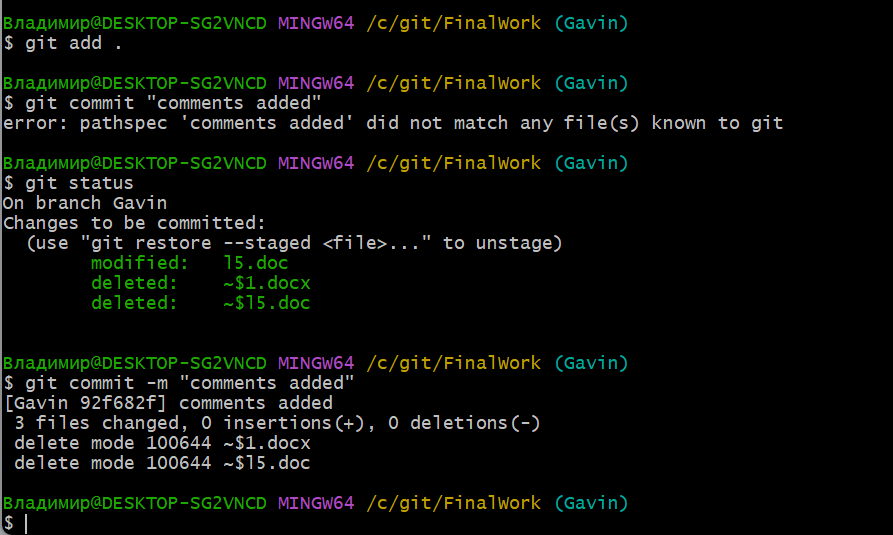 Владимир@DESKTOP-SG2VNCD MINGW64 /c/git/FinalWork (Gavin)
$ git add .
Владимир@DESKTOP-SG2VNCD MINGW64 /c/git/FinalWork (Gavin)
$ git commit "comments added"
error: pathspec 'comments added' did not match any file(s) known to git
Владимир@DESKTOP-SG2VNCD MINGW64 /c/git/FinalWork (Gavin)
$ git status
On branch Gavin
Changes to be committed:
  (use "git restore --staged <file>..." to unstage)
        modified:   l5.doc
        deleted:    ~$1.docx
        deleted:    ~$l5.doc
Владимир@DESKTOP-SG2VNCD MINGW64 /c/git/FinalWork (Gavin)
$ git commit -m "comments added"
[Gavin 92f682f] comments added
 3 files changed, 0 insertions(+), 0 deletions(-)
 delete mode 100644 ~$1.docx
 delete mode 100644 ~$l5.doc
Владимир@DESKTOP-SG2VNCD MINGW64 /c/git/FinalWork (Gavin)
$